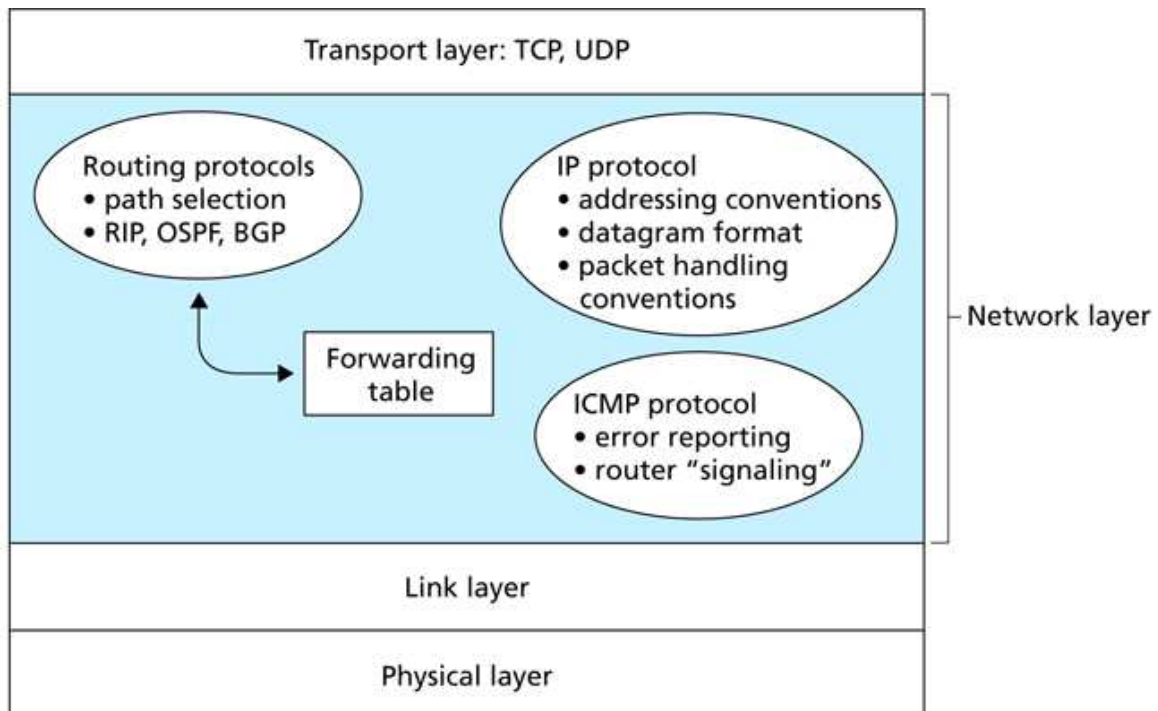 Transport layer: TCP, UDP
Routing protocols
• path selection
• RIP, OSPF, BGP
IP protocol
• addressing conventions
• datagram format
• packet handling
conventions
Network layer
Forwarding
table
ICMP protocol
• error reporting
• router “signaling”
Link layer
Physical layer